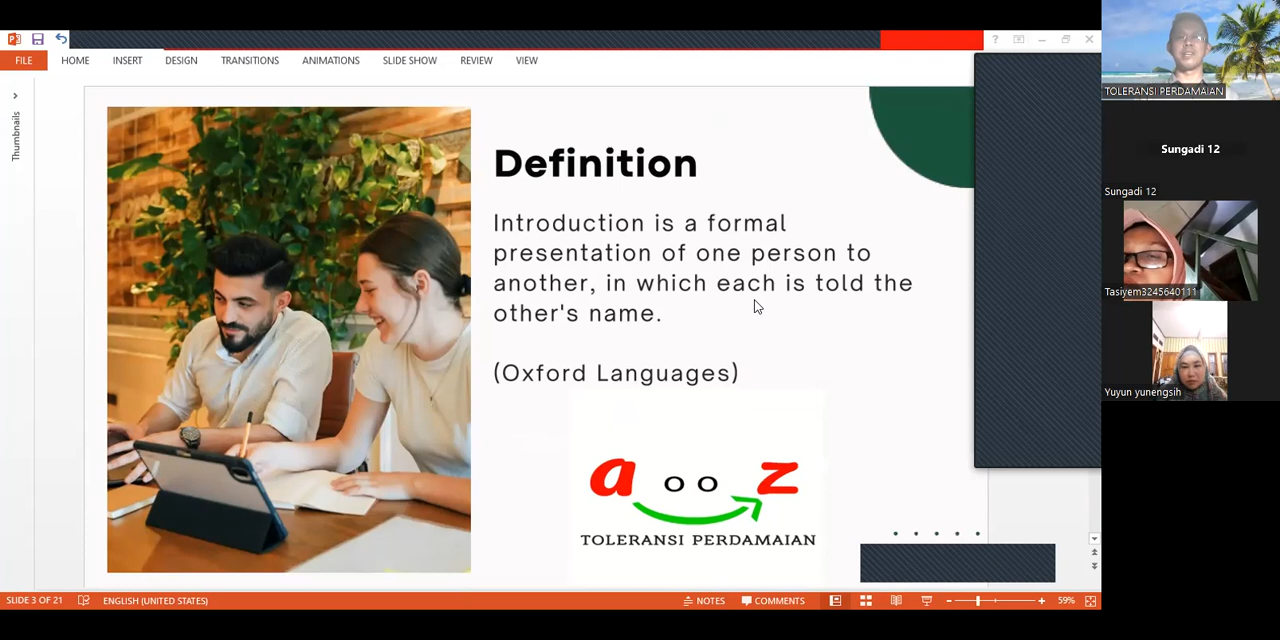 FILE
HOME
INSERT
DESIGN
TRANSITIONS
ANIMATIONS
SLIDE SHOW
REVIEW
VIEW
?
Thumbnails
Definition
Introduction is a formal
presentation of one person to
another, in which each is told the
other's name.
(Oxford Languages)
a o o z
TOLERANSI PERDAMAIAN
SLIDE 3 OF 21
ENGLISH (UNITED STATES)
NOTES
COMMENTS
59%
TOLERANSI PERDAMAIAN
Sungadi 12
Sungadi 12
Tasiyem3245640111
Yuyun yunengsih